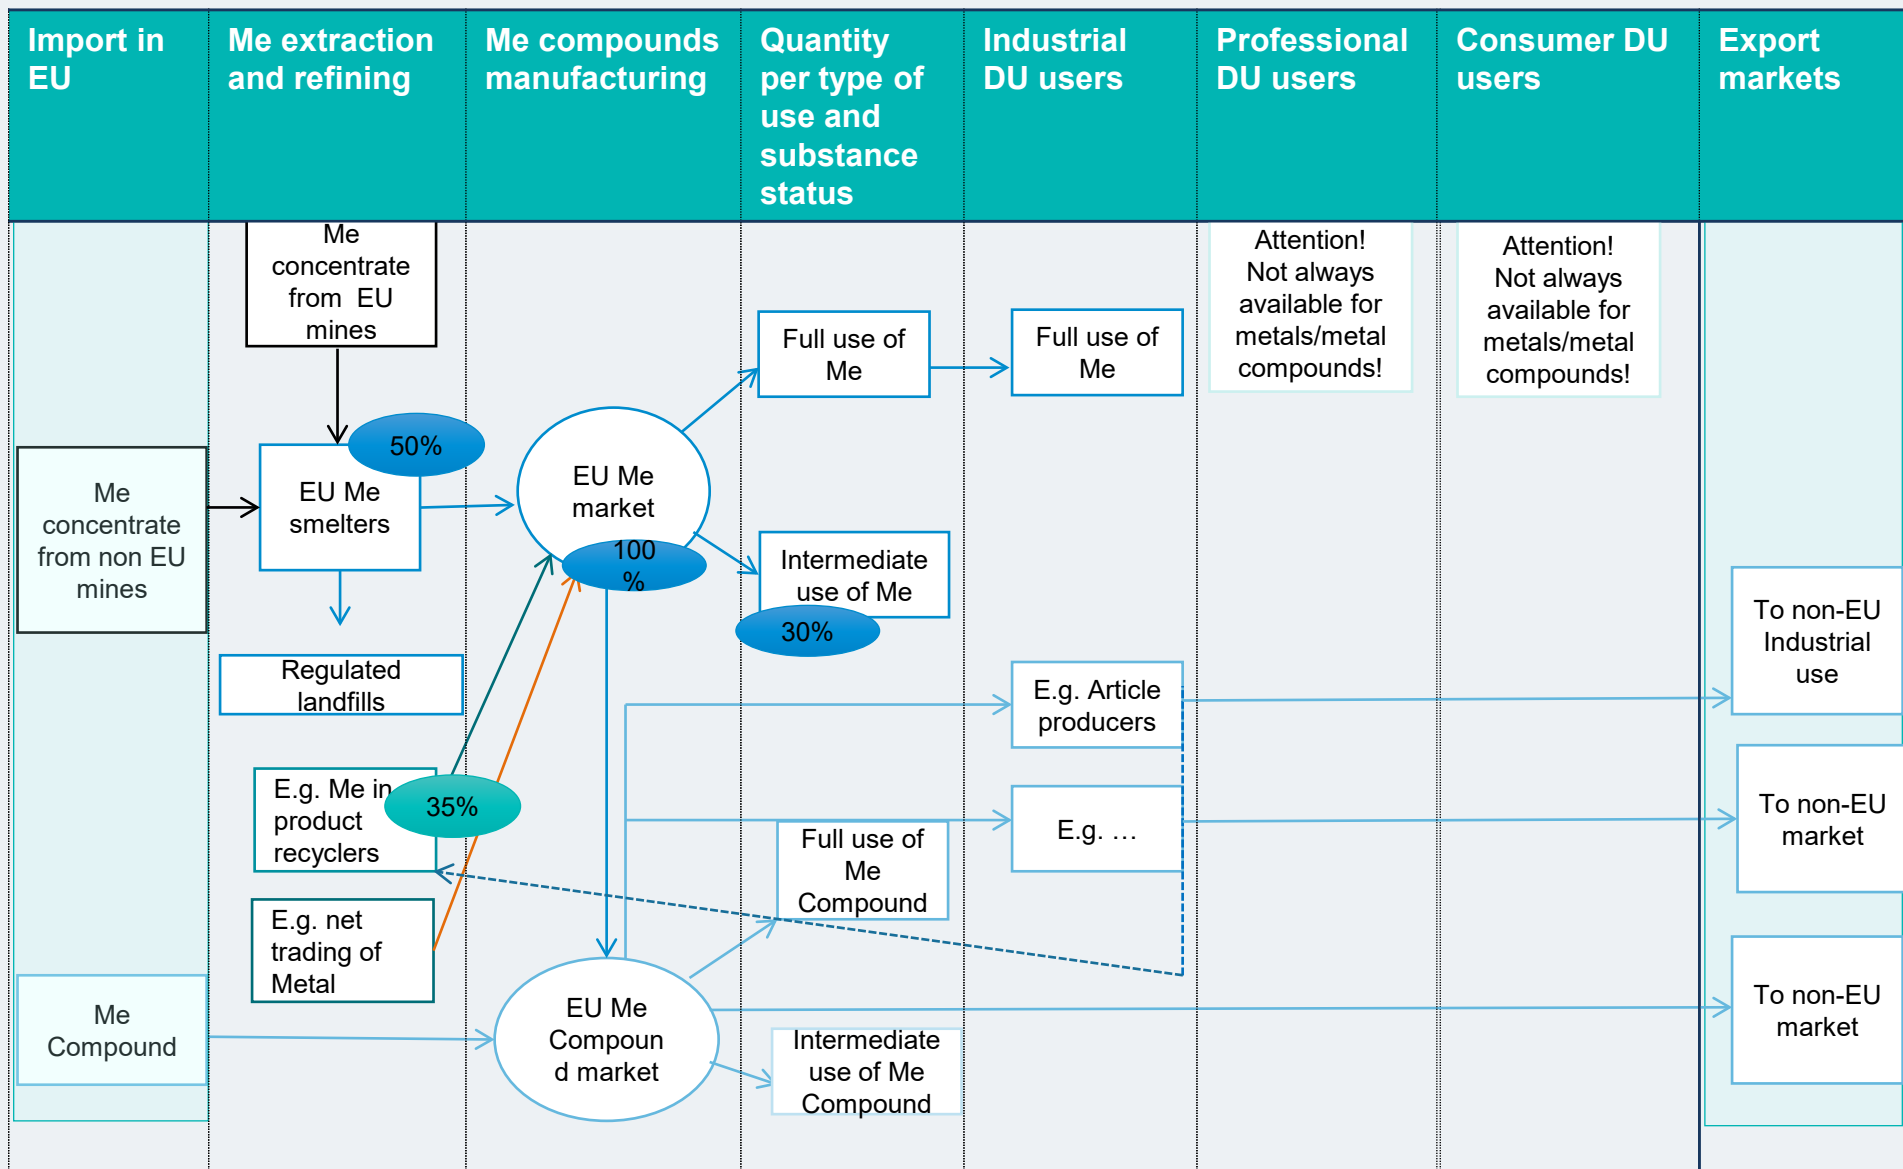 Import in
EU
Me extraction
and refining
Me compounds
manufacturing
Quantity
per type of
use and
substance
status
Industrial
DU users
Professional
DU users
Consumer DU
users
Export
markets
Me
concentrate
from EU
mines
Attention!
Not always
available for
metals/metal
compounds!
Attention!
Not always
available for
metals/metal
compounds!
Full use of
Me
Full use of
Me
50%
Me
concentrate
from non EU
mines
EU Me
smelters
EU Me
market
100
%
Intermediate
use of Me
30%
To non-EU
Industrial
use
Regulated
landfills
E.g. Article
producers
E.g. Me in
product
recyclers
35%
E.g. …
To non-EU
market
Full use of
Me
Compound
E.g. net
trading of
Metal
Me
Compound
EU Me
Compoun
d market
To non-EU
market
Intermediate
use of Me
Compound